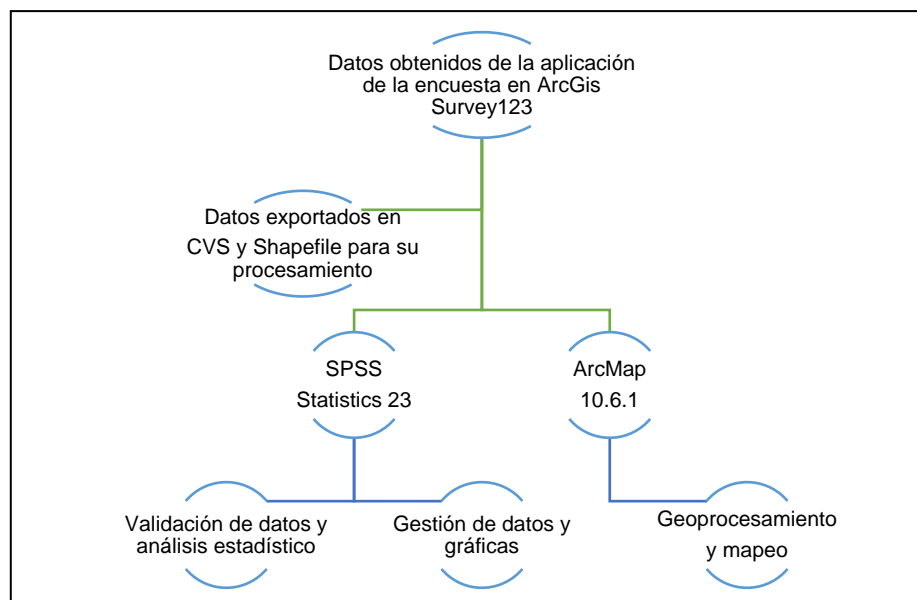 Datos obtenidos de la aplicación
de la encuesta en ArcGis
Survey123
Datos exportados en
CVS y Shapefile para su
procesamiento
SPSS
Statistics 23
ArcMap
10.6.1
Validación de datos y
análisis estadístico
Gestión de datos y
gráficas
Geoprocesamiento
y mapeo